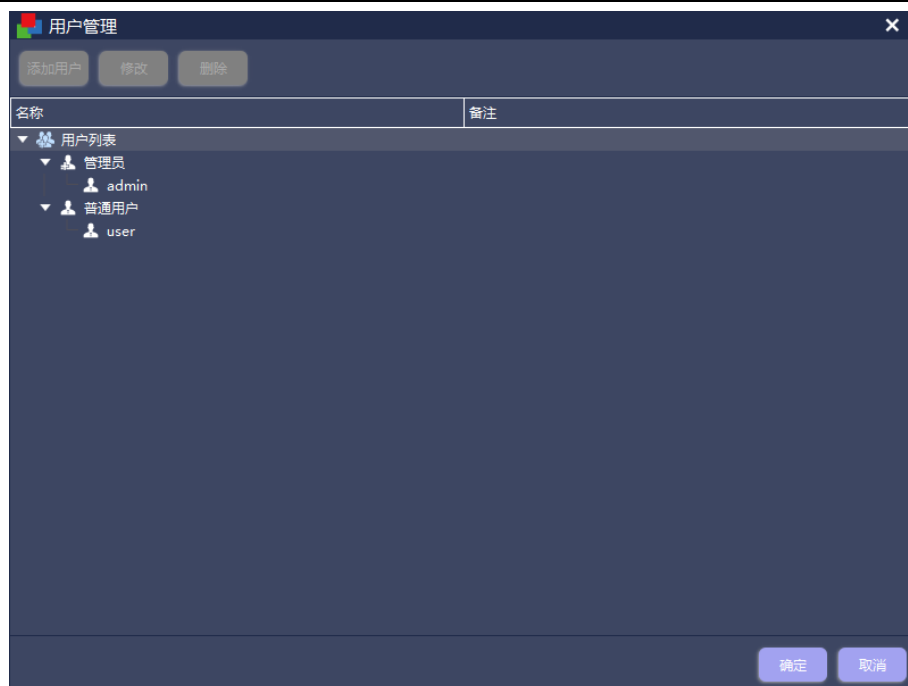 用户管理
添加用户 修改 删除
名称 备注
用户列表
管理员
admin
普通用户
user
确定 取消